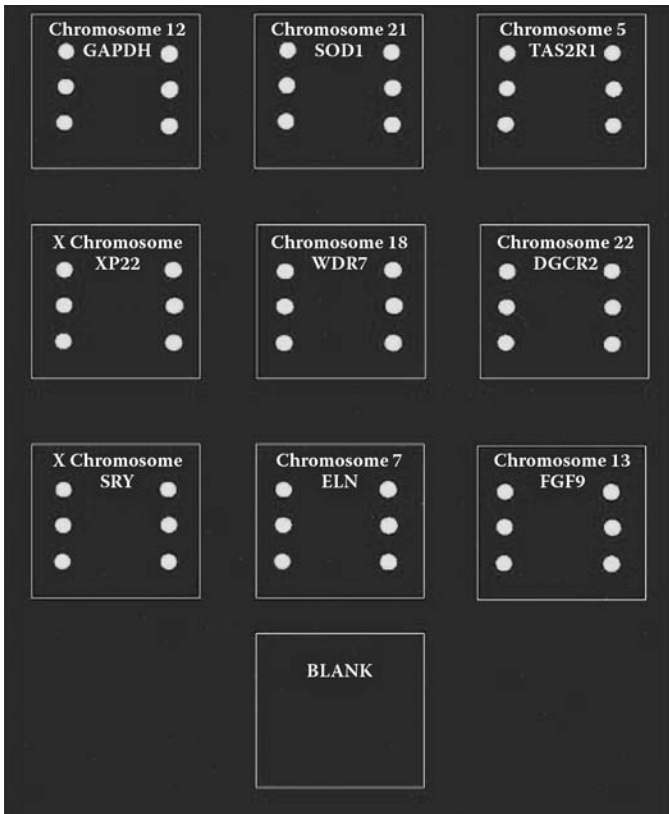 Chromosome 12
GAPDH
Chromosome 21
SOD1
Chromosome 5
TAS2R1
X Chromosome
XP22
Chromosome 18
WDR7
Chromosome 22
DGCR2
X Chromosome
SRY
Chromosome 7
ELN
Chromosome 13
FGF9
BLANK